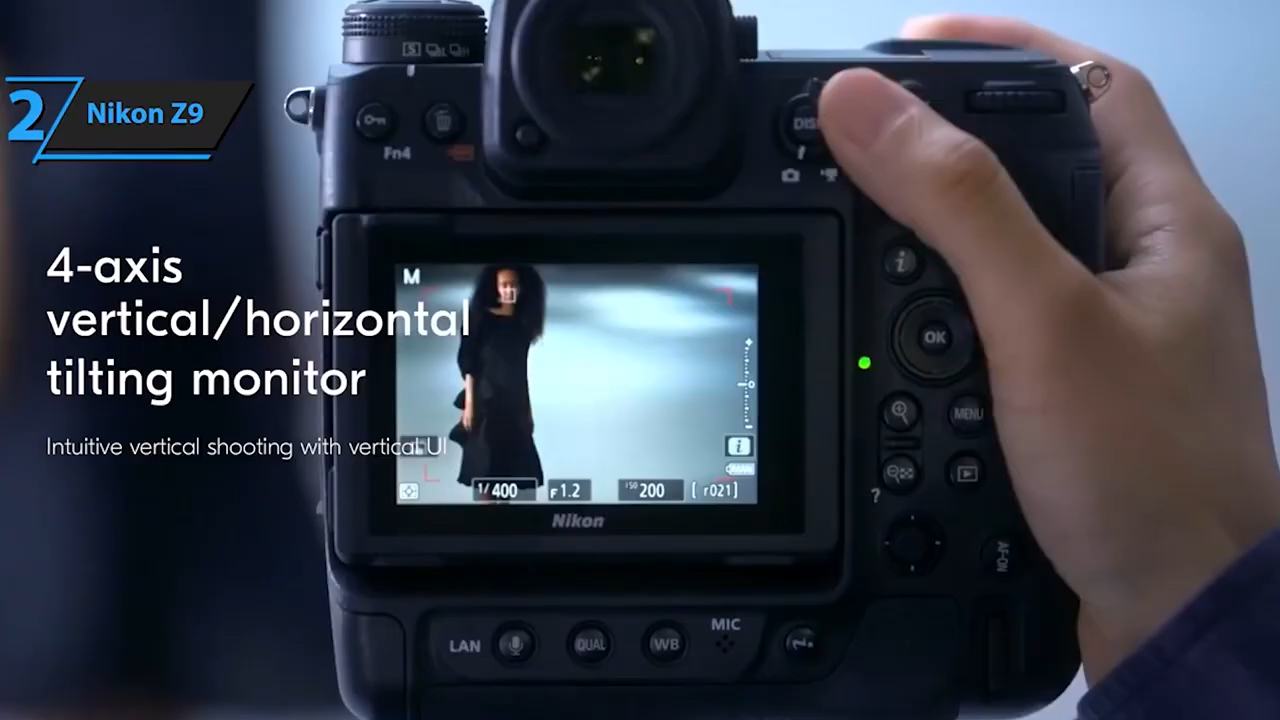 S
2
Nikon Z9
DIS
Fn4
4-axis
vertical/horizontal
tilting monitor
Intuitive vertical shooting with vertical UI
M
i
OK
MENU
i
1/400
F1.2
ISO 200
[ r021]
?
Nikon
AF-ON
LAN
QUAL
WB
MIC